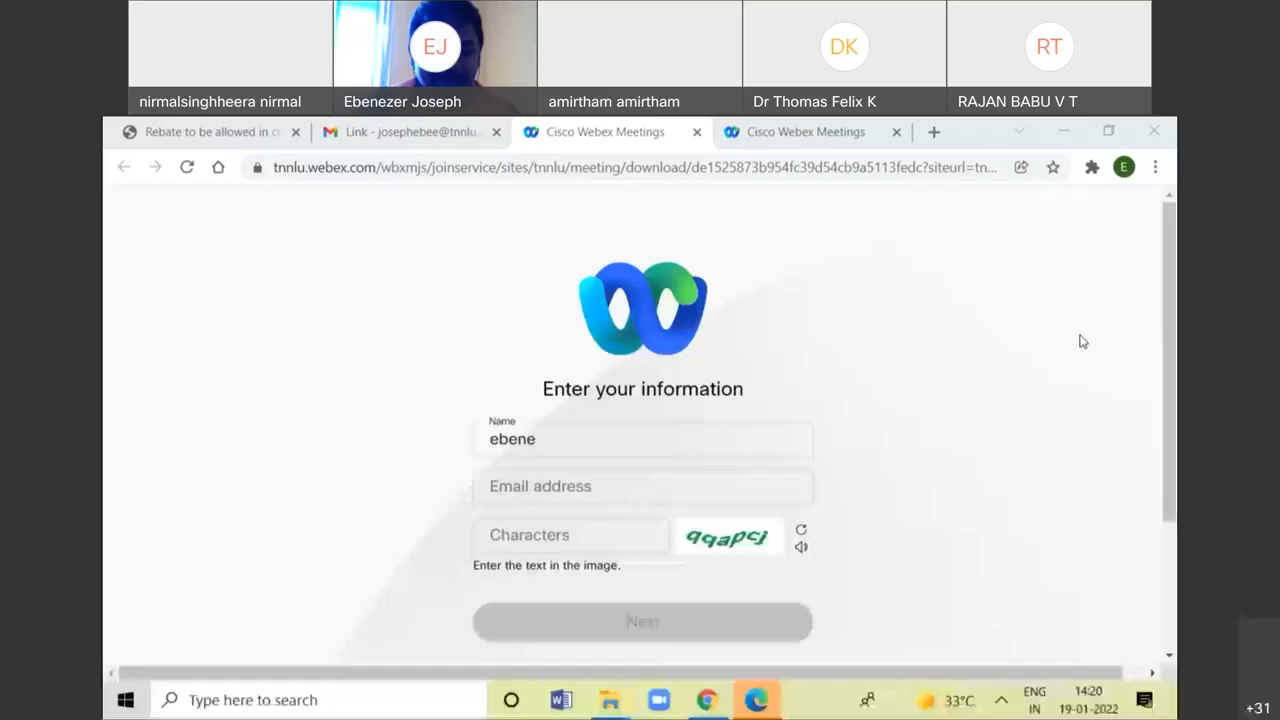 EJ
DK
RT
nirmalsinghheera nirmal
Ebenezer Joseph
amirtham amirtham
Dr Thomas Felix K
RAJAN BABU V T
Rebate to be allowed in c
Link - josephebee@tnnlu.
Cisco Webex Meetings
Cisco Webex Meetings
tnnlu.webex.com/wbxmjs/joinservice/sites/tnnlu/meeting/download/de1525873b954fc39d54cb9a5113fedc?siteurl=tn...
E
Enter your information
Name
ebene
Email address
Characters
qqapcj
Enter the text in the image.
Next
Type here to search
33°C
ENG
IN
14:20
19-01-2022
+31